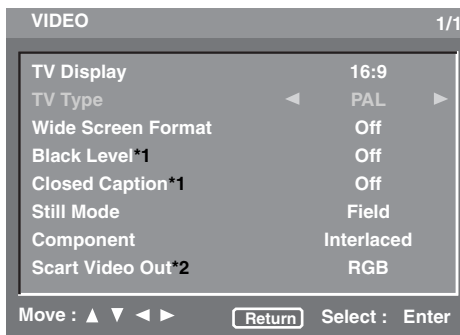 VIDEO 1/1
TV Display 16:9
TV Type ◄ PAL ►
Wide Screen Format Off
Black Level*1 Off
Closed Caption*1 Off
Still Mode Field
Component Interlaced
Scart Video Out*2 RGB
Move : ▲ ▼ ◄ ► Return Select : Enter